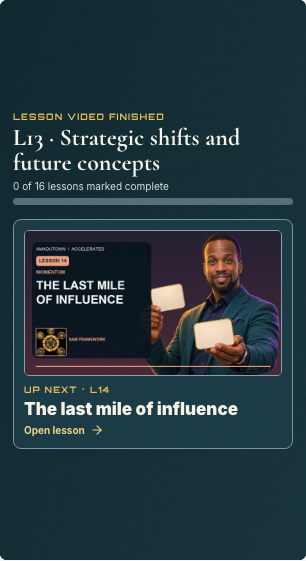 LESSON VIDEO FINISHED
L13 · Strategic shifts and
future concepts
0 of 16 lessons marked complete
AMADUTOWN / ACCELERATED
LESSON 14
MOMENTUM
THE LAST MILE
OF INFLUENCE
SAW FRAMEWORK
UP NEXT · L14
The last mile of influence
Open lesson →